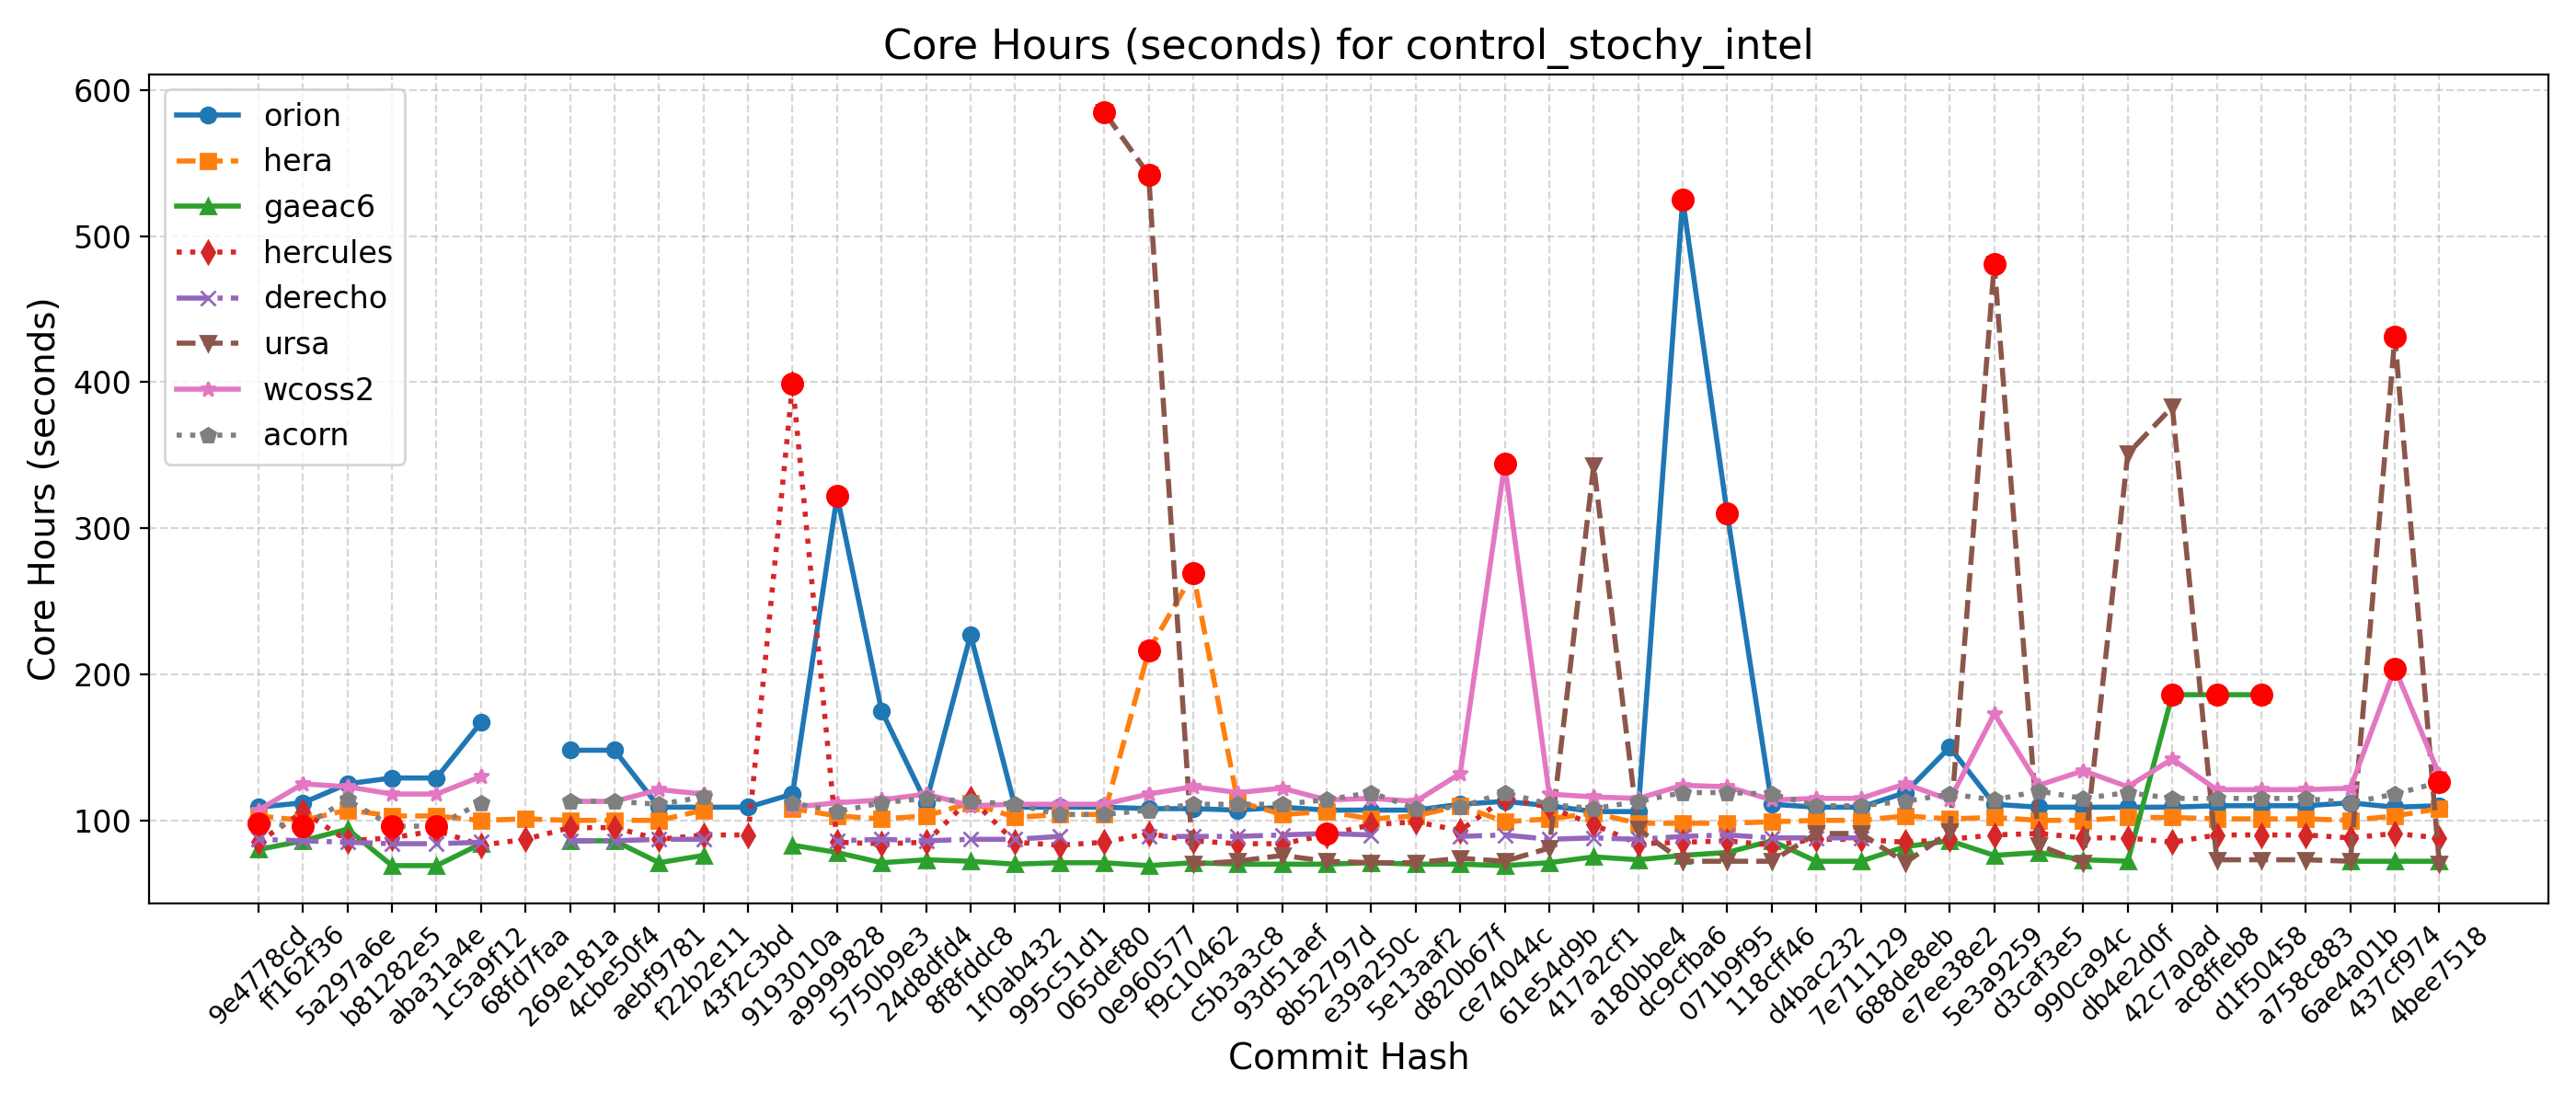 Core Hours (seconds) for control_stochy_intel
Core Hours (seconds)
600
500
400
300
200
100
orion
hera
gaeac6
hercules
derecho
ursa
wcoss2
acorn
9e4778cd
ff162f36
5a297a6e
b81282e5
aba31a4e
1c5a9f12
68fd7faa
269e181a
4cbe50f4
aebf9781
f22b2e11
43f2c3bd
9193010a
a9999828
5750b9e3
24d8dfd4
8f8fddc8
1f0ab432
995c51d1
065def80
0e960577
f9c10462
c5b3a3c8
93d51aef
8b52797d
e39a250c
5e13aaf2
d820b67f
ce74044c
61e54d9b
417a2cf1
a180bbe4
dc9cfba6
071b9f95
118cff46
d4bac232
7e711129
688de8eb
e7ee38e2
5e3a9259
d3caf3e5
990ca94c
db4e2d0f
42c7a0ad
ac8ffeb8
d1f50458
a758c883
6ae4a01b
437cf974
4bee7518
Commit Hash